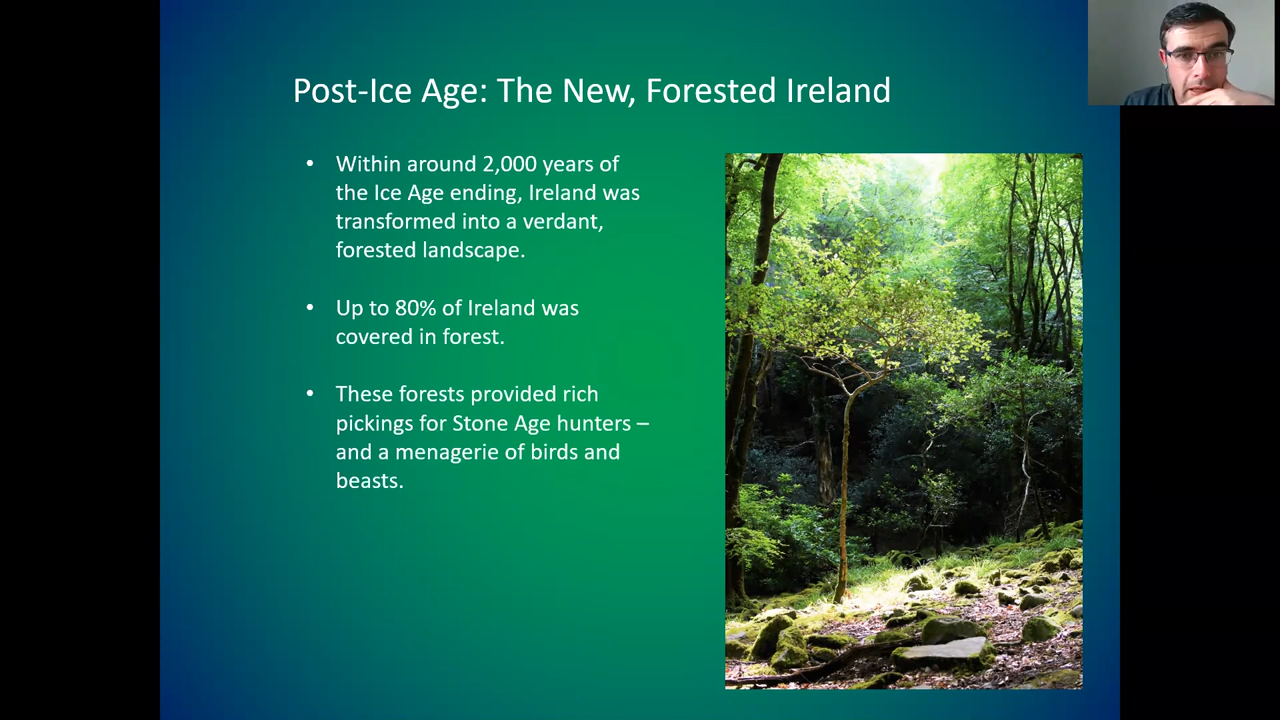 Post-Ice Age: The New, Forested Ireland
• Within around 2,000 years of
the Ice Age ending, Ireland was
transformed into a verdant,
forested landscape.
• Up to 80% of Ireland was
covered in forest.
• These forests provided rich
pickings for Stone Age hunters –
and a menagerie of birds and
beasts.